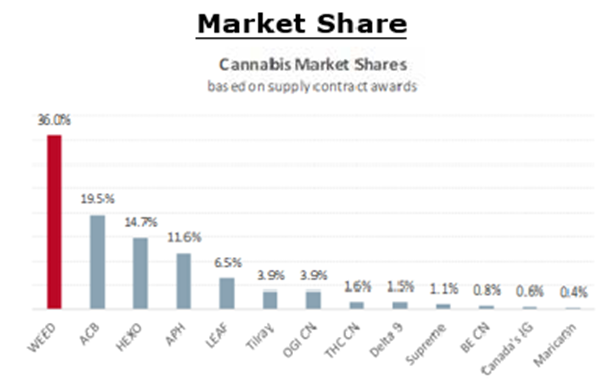 Market Share
Cannabis Market Shares
based on supply contract awards
36.0%
19.5%
14.7%
11.6%
6.5%
3.9%
3.9%
1.6%
1.5%
1.1%
0.8%
0.6%
0.4%
WEED
ACB
HEXO
APH
LEAF
Tilray
OGI CN
THC CN
Delta 9
Supreme
BE CN
Canada's IG
Maricann